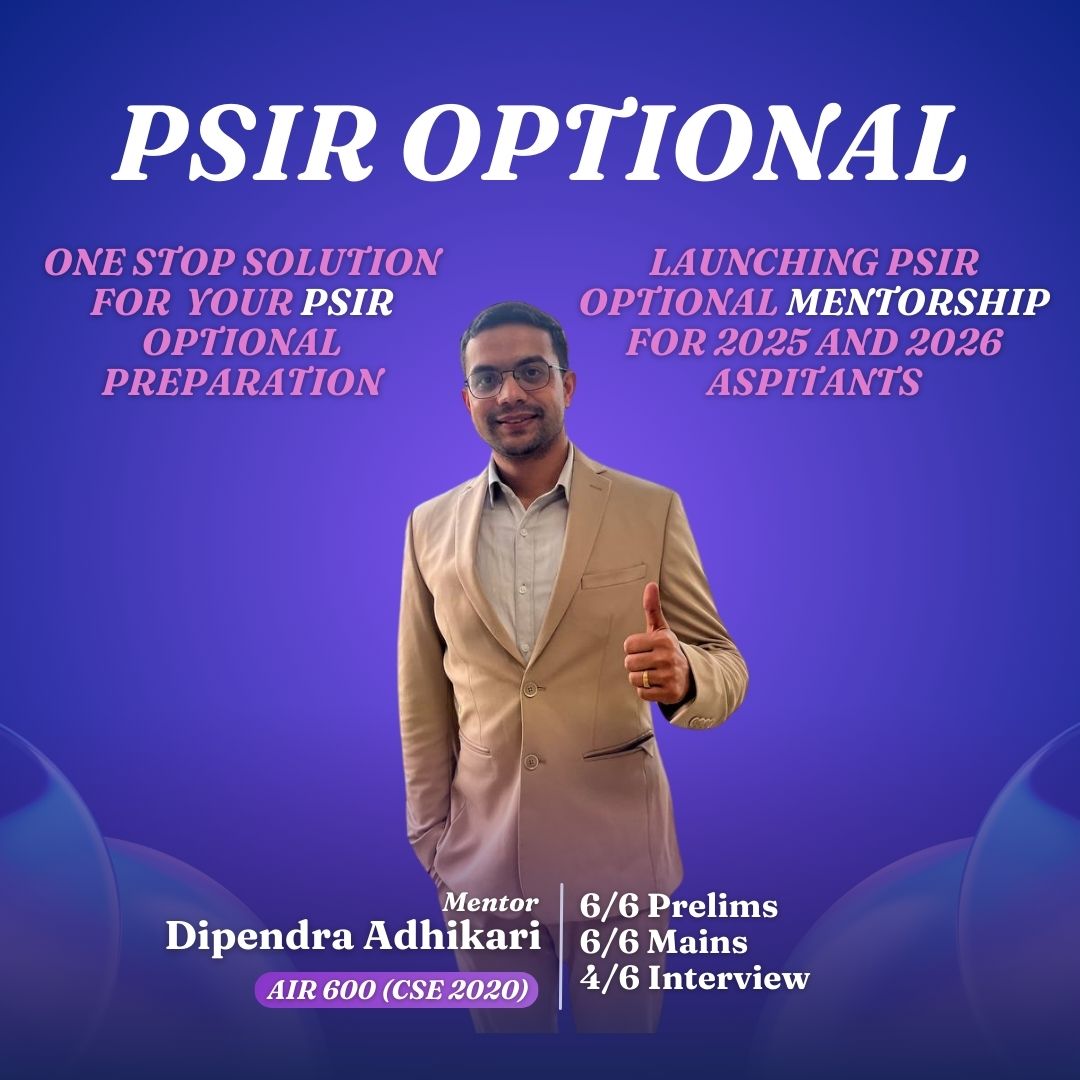 PSIR OPTIONAL
ONE STOP SOLUTION
FOR YOUR PSIR
OPTIONAL
PREPARATION
LAUNCHING PSIR
OPTIONAL MENTORSHIP
FOR 2025 AND 2026
ASPITANTS
Mentor
Dipendra Adhikari
AIR 600 (CSE 2020)
6/6 Prelims
6/6 Mains
4/6 Interview